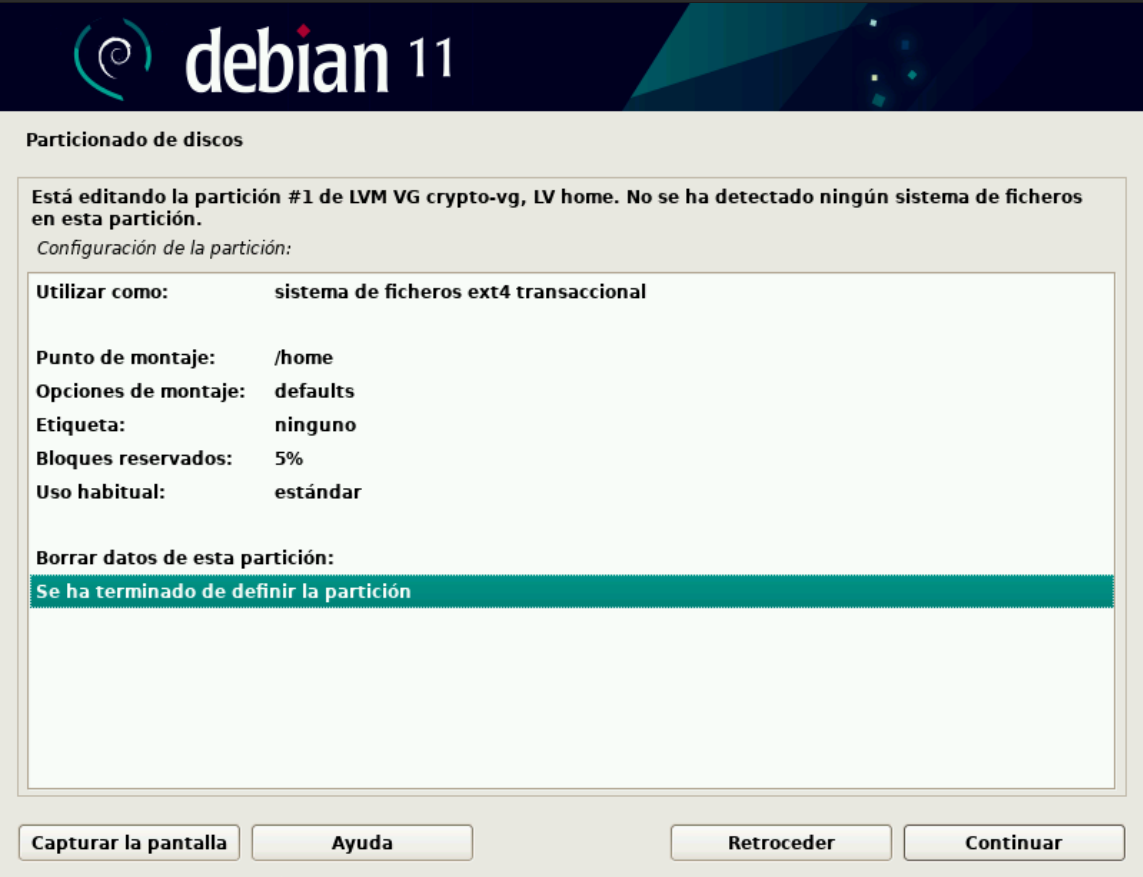 debian 11
Particionado de discos
Está editando la partición #1 de LVM VG crypto-vg, LV home. No se ha detectado ningún sistema de ficheros
en esta partición.
Configuración de la partición:
Utilizar como: sistema de ficheros ext4 transaccional
Punto de montaje: /home
Opciones de montaje: defaults
Etiqueta: ninguno
Bloques reservados: 5%
Uso habitual: estándar
Borrar datos de esta partición:
Se ha terminado de definir la partición
Capturar la pantalla Ayuda Retroceder Continuar